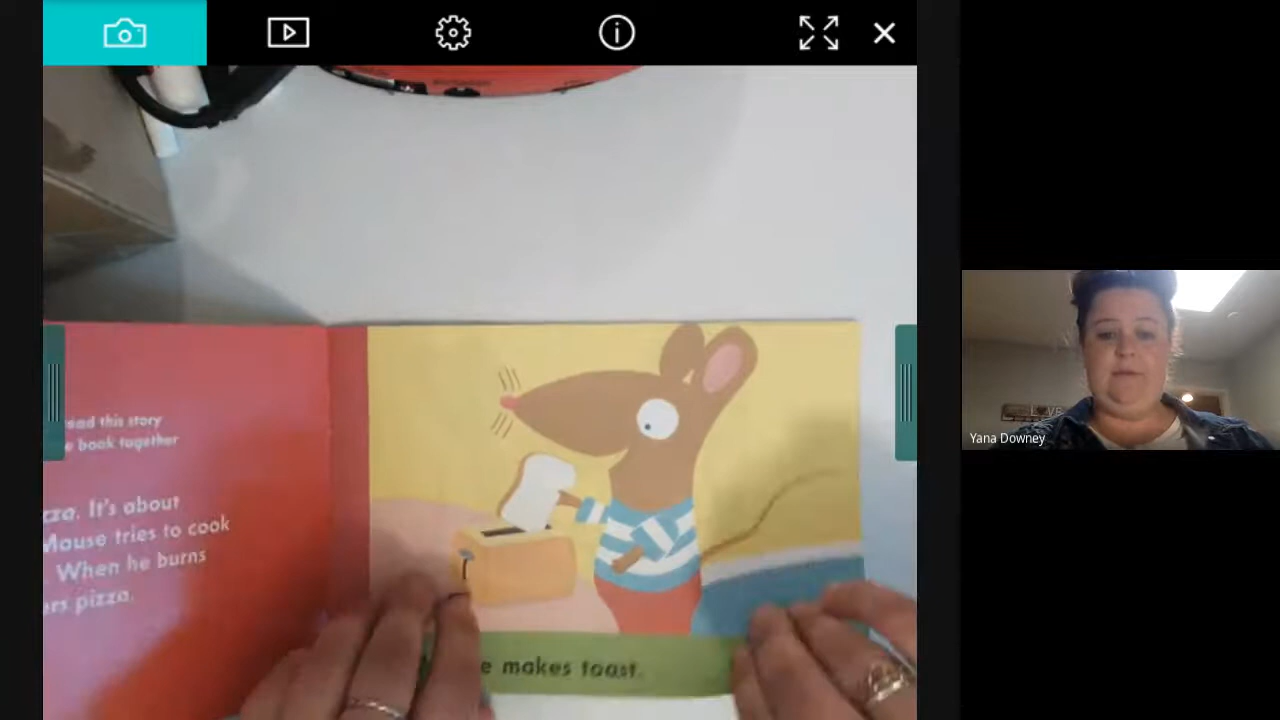 ead this story
e book together
zza. It's about
Mouse tries to cook
. When he burns
ers pizza.
e makes toast.
LOVE
Yana Downey